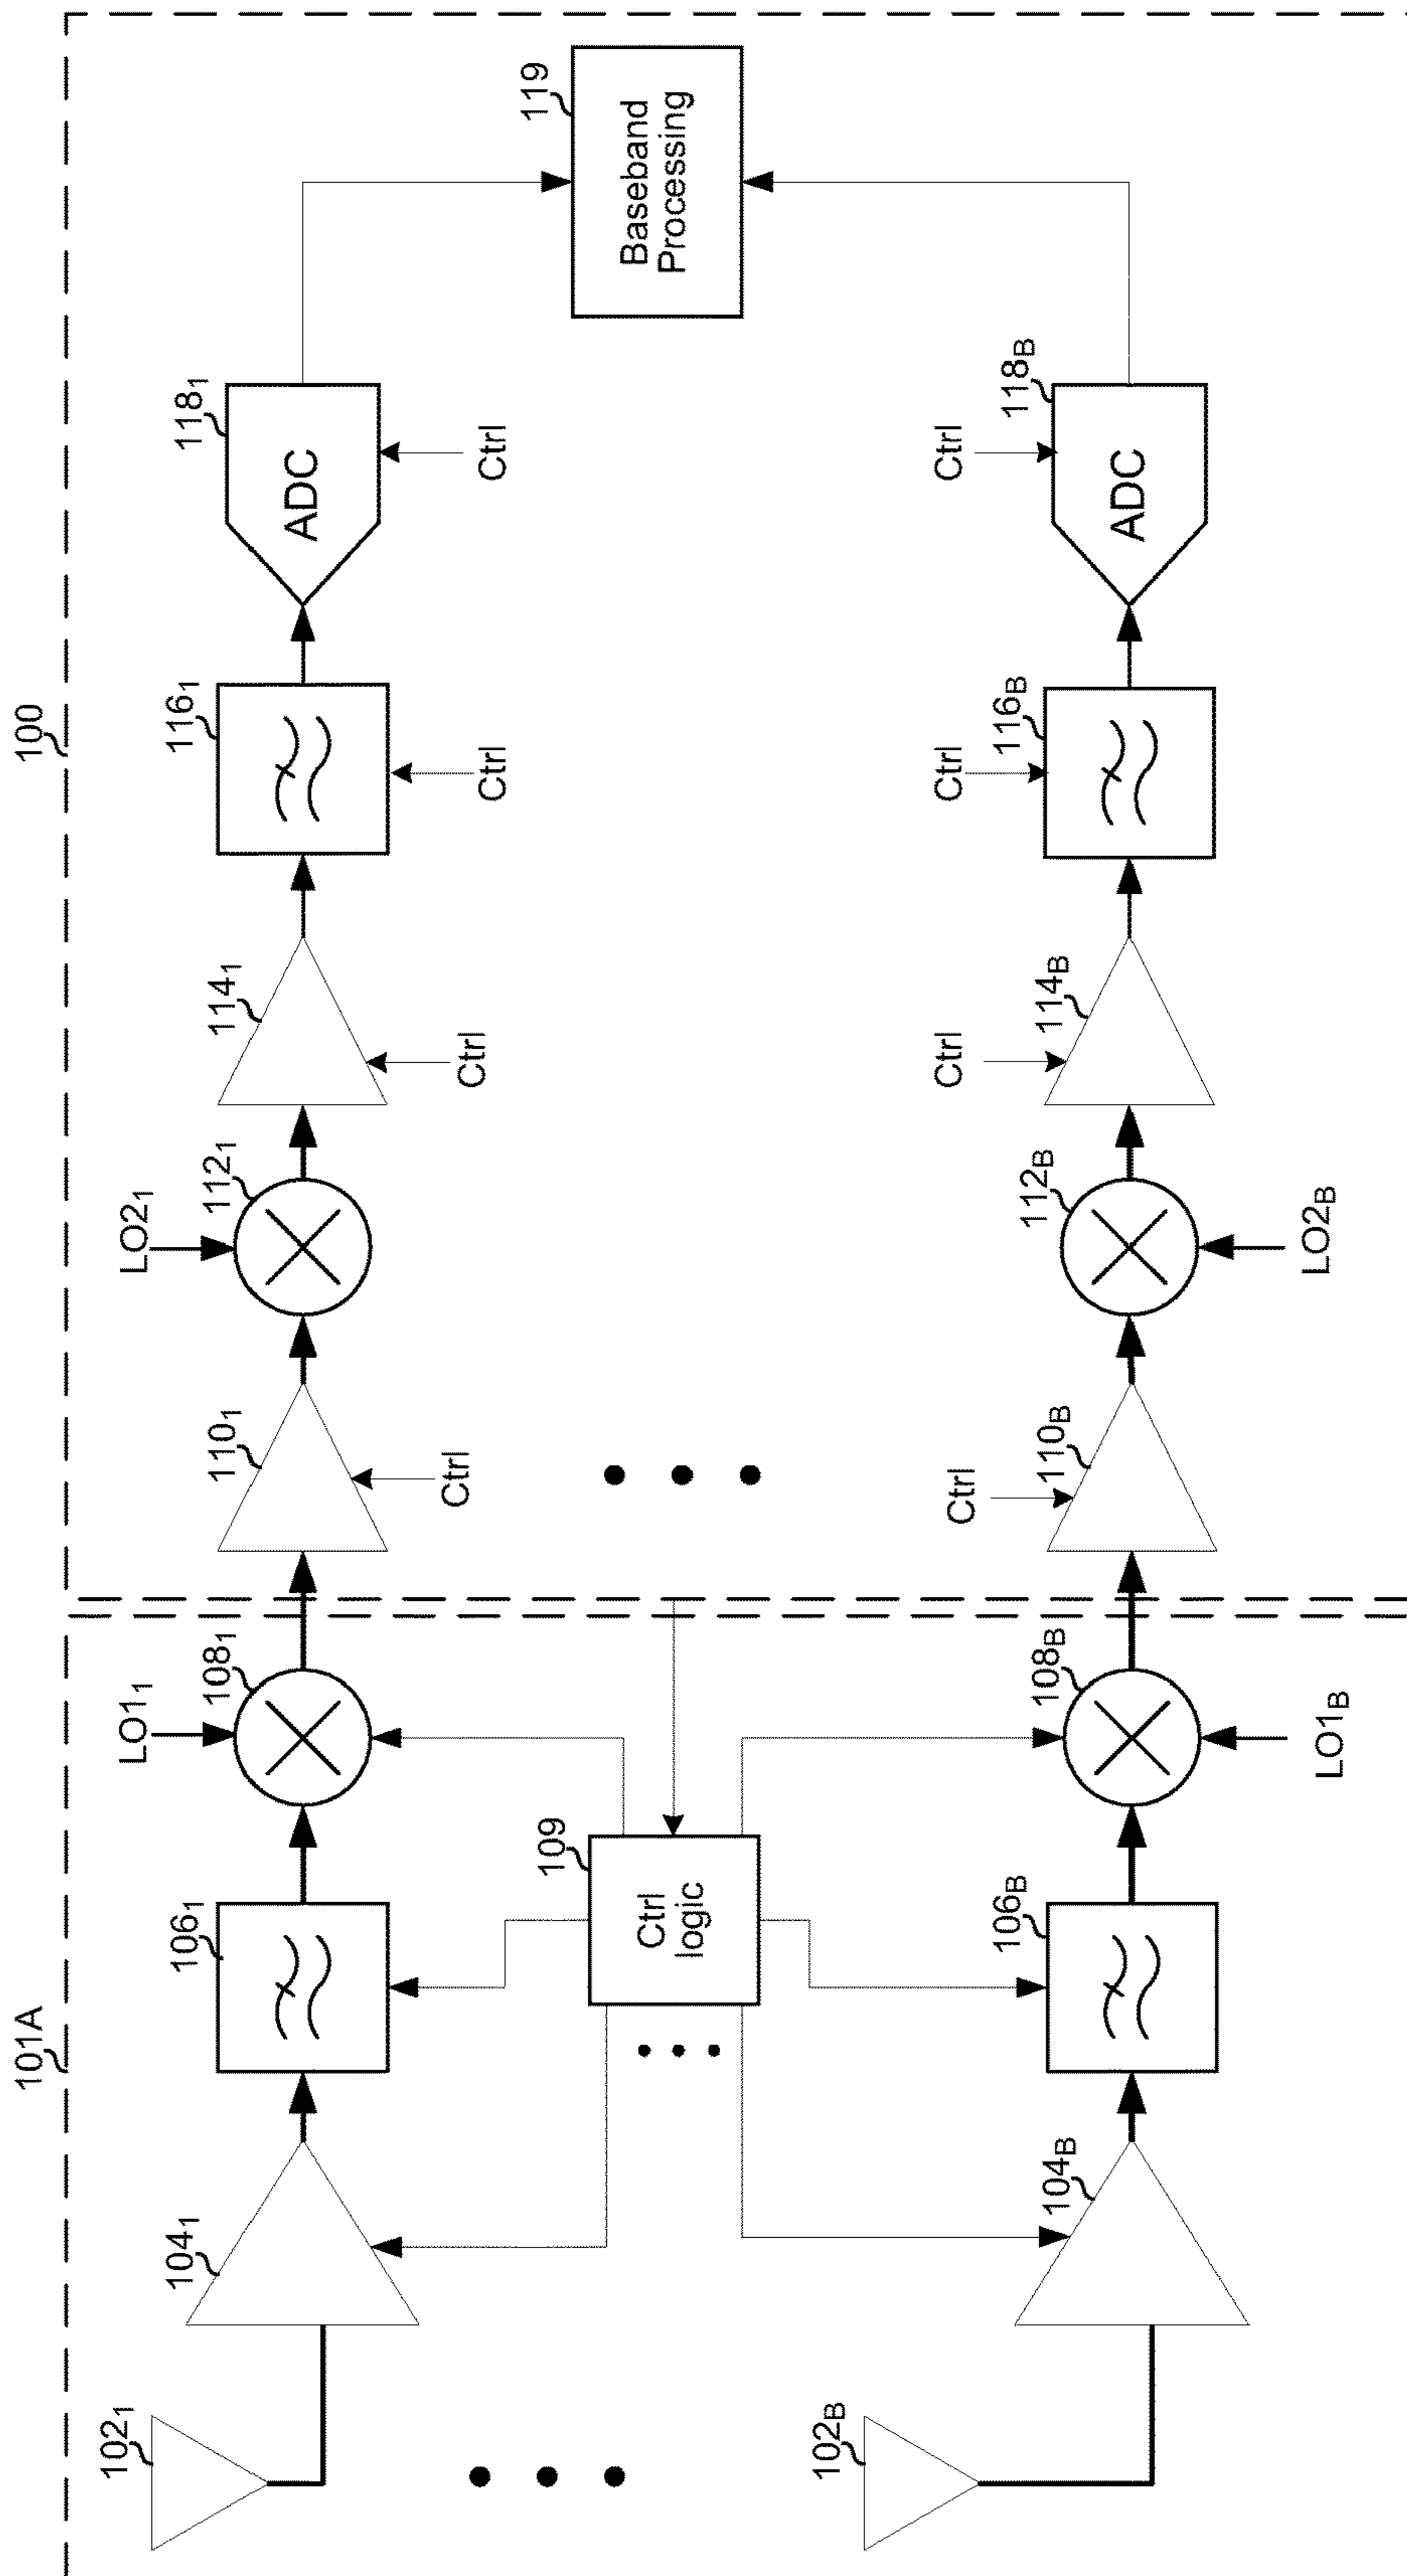 101A
100
102₁
104₁
106₁
LO1₁
108₁
110₁
Ctrl
LO2₁
112₁
114₁
Ctrl
116₁
Ctrl
118₁
ADC
Ctrl
119
Baseband
Processing
109
Ctrl
logic
102B
104B
106B
108B
LO1B
Ctrl
110B
112B
LO2B
Ctrl
114B
Ctrl
116B
Ctrl
118B
ADC